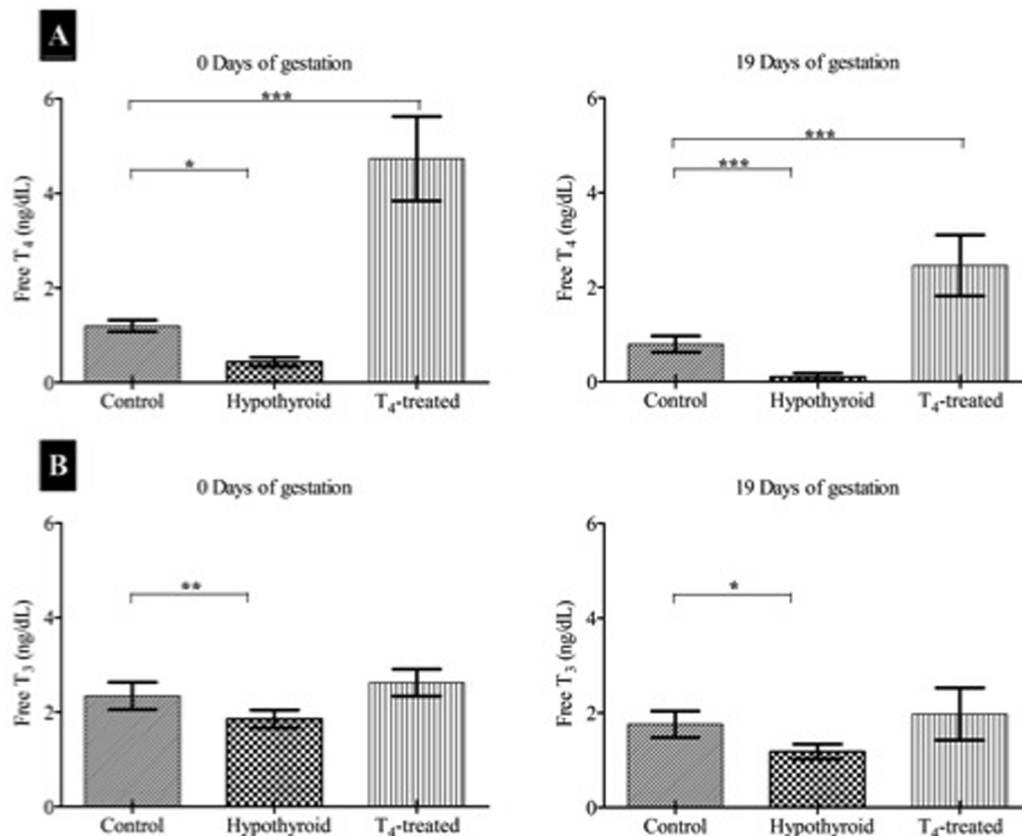 A
0 Days of gestation
19 Days of gestation
Free T₄ (ng/dL)
6
4
2
0
***
*
Control
Hypothyroid
T₄-treated
Free T₄ (ng/dL)
6
4
2
0
***
***
Control
Hypothyroid
T₄-treated
B
0 Days of gestation
19 Days of gestation
Free T₃ (ng/dL)
6
4
2
0
**
Control
Hypothyroid
T₄-treated
Free T₃ (ng/dL)
6
4
2
0
*
Control
Hypothyroid
T₄-treated